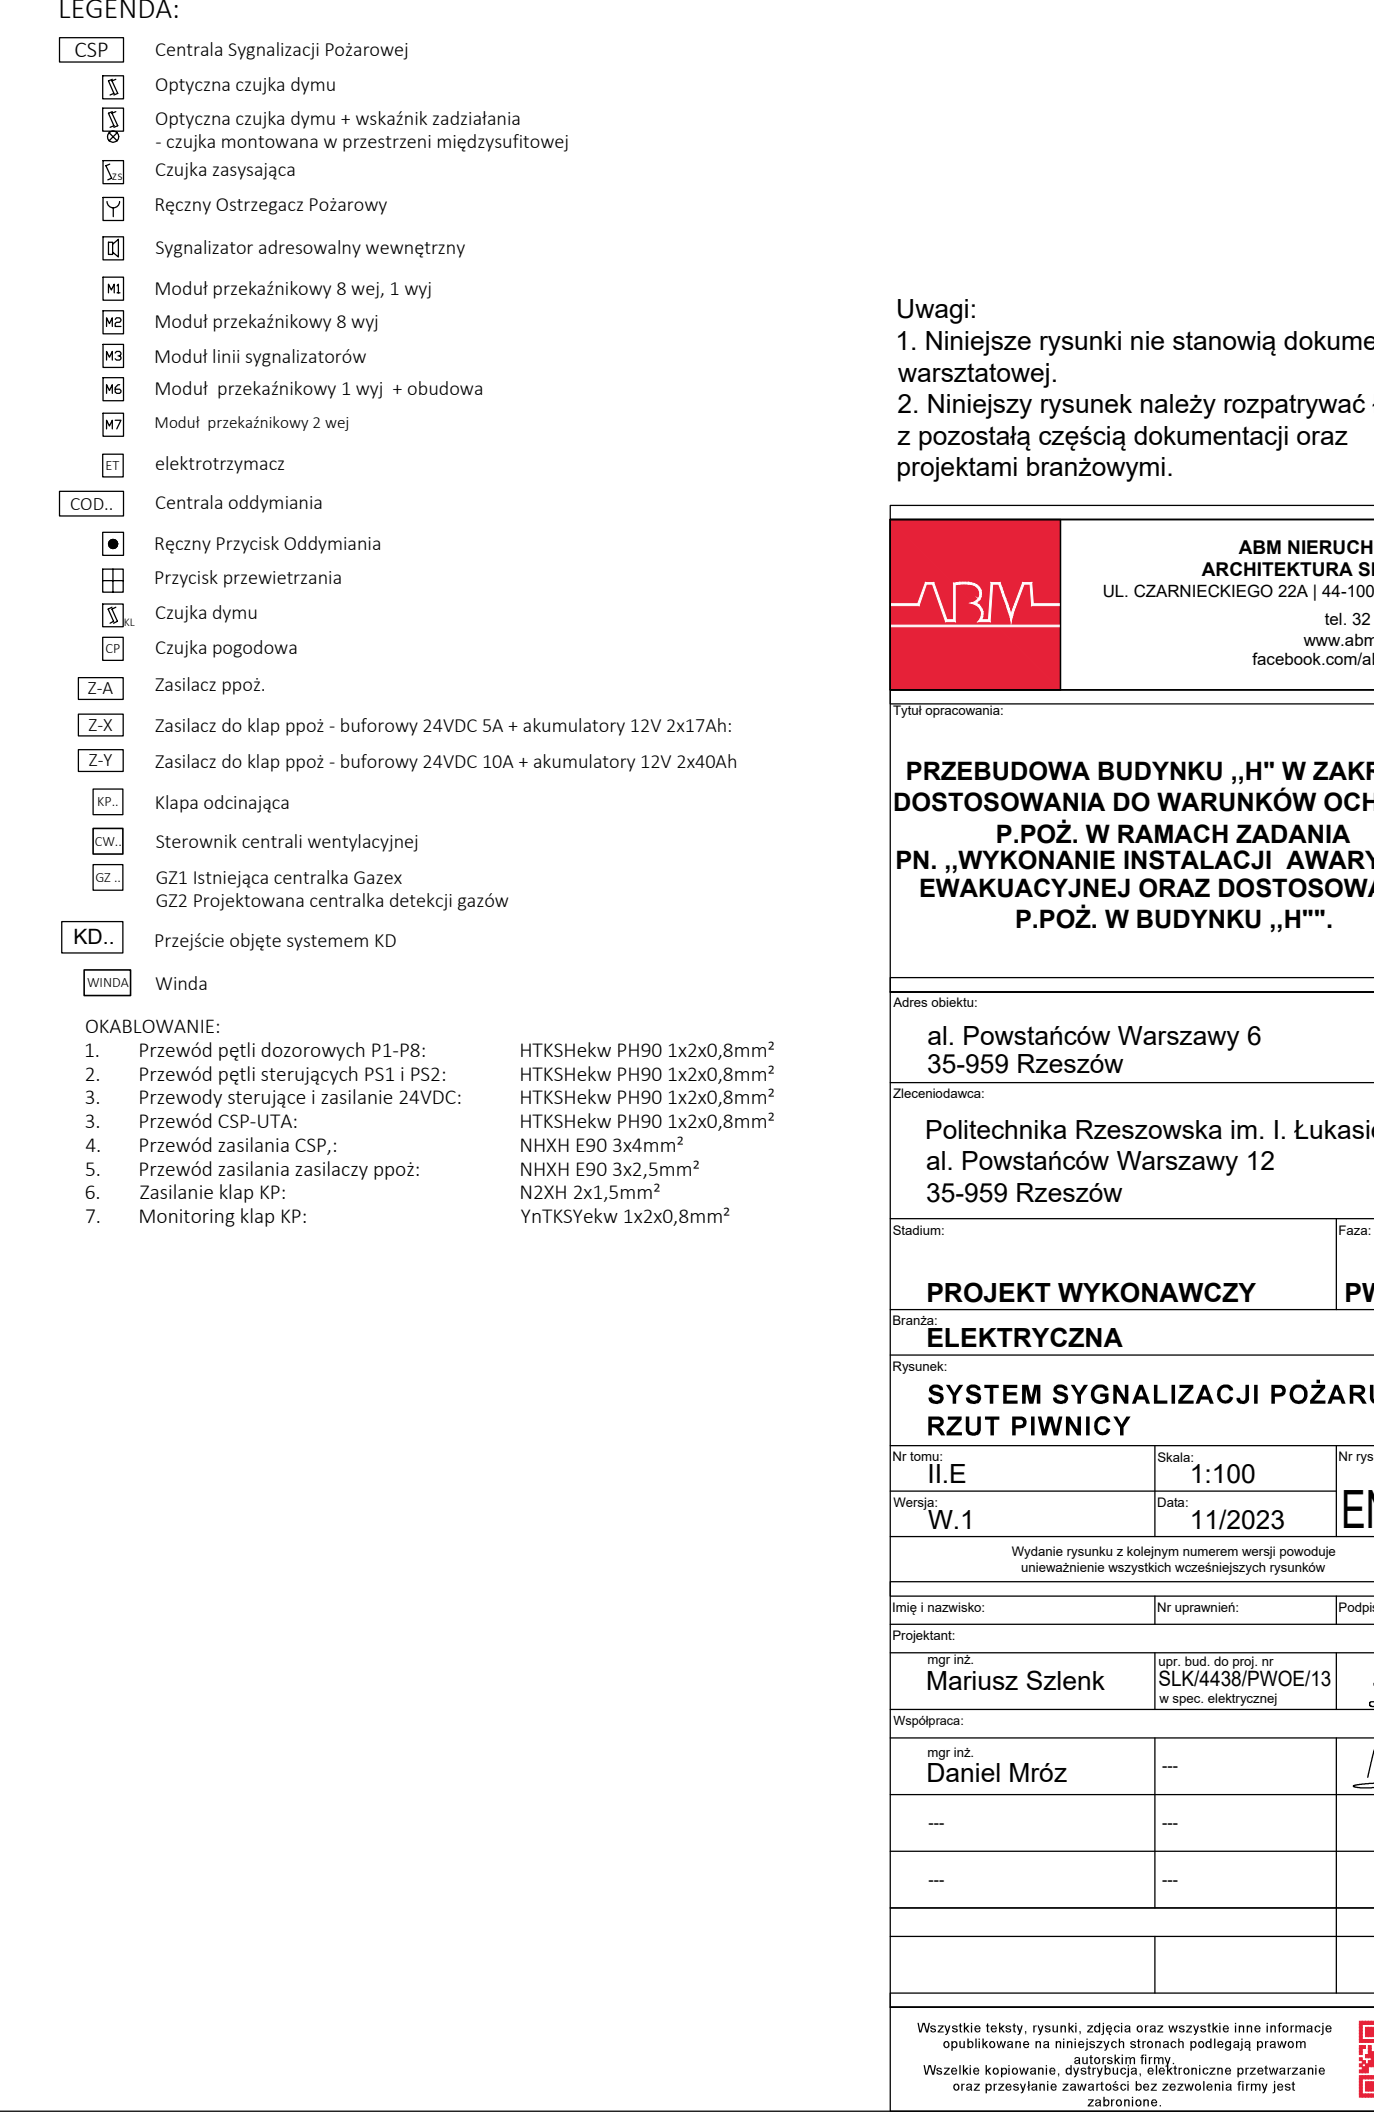 LEGENDA:
CSP Centrala Sygnalizacji Pożarowej
Optyczna czujka dymu
Optyczna czujka dymu + wskaźnik zadziałania
- czujka montowana w przestrzeni międzysufitowej
ZS Czujka zasysająca
Ręczny Ostrzegacz Pożarowy
Sygnalizator adresowalny wewnętrzny
M1 Moduł przekaźnikowy 8 wej, 1 wyj
M2 Moduł przekaźnikowy 8 wyj
M3 Moduł linii sygnalizatorów
M6 Moduł przekaźnikowy 1 wyj + obudowa
M7 Moduł przekaźnikowy 2 wej
ET elektrotrzymacz
COD.. Centrala oddymiania
Ręczny Przycisk Oddymiania
Przycisk przewietrzania
KL Czujka dymu
CP Czujka pogodowa
Z-A Zasilacz ppoż.
Z-X Zasilacz do klap ppoż - buforowy 24VDC 5A + akumulatory 12V 2x17Ah:
Z-Y Zasilacz do klap ppoż - buforowy 24VDC 10A + akumulatory 12V 2x40Ah
KP.. Klapa odcinająca
CW.. Sterownik centrali wentylacyjnej
GZ .. GZ1 Istniejąca centralka Gazex
GZ2 Projektowana centralka detekcji gazów
KD.. Przejście objęte systemem KD
WINDA Winda
OKABLOWANIE:
1. Przewód pętli dozorowych P1-P8: HTKSHekw PH90 1x2x0,8mm²
2. Przewód pętli sterujących PS1 i PS2: HTKSHekw PH90 1x2x0,8mm²
3. Przewody sterujące i zasilanie 24VDC: HTKSHekw PH90 1x2x0,8mm²
3. Przewód CSP-UTA: HTKSHekw PH90 1x2x0,8mm²
4. Przewód zasilania CSP,: NHXH E90 3x4mm²
5. Przewód zasilania zasilaczy ppoż: NHXH E90 3x2,5mm²
6. Zasilanie klap KP: N2XH 2x1,5mm²
7. Monitoring klap KP: YnTKSYekw 1x2x0,8mm²
Uwagi:
1. Niniejsze rysunki nie stanowią dokume
warsztatowej.
2. Niniejszy rysunek należy rozpatrywać
z pozostałą częścią dokumentacji oraz
projektami branżowymi.
ABM
ABM NIERUCH
ARCHITEKTURA S
UL. CZARNIECKIEGO 22A | 44-100
tel. 32
www.abm
facebook.com/a
Tytuł opracowania:
PRZEBUDOWA BUDYNKU ,,H" W ZAKR
DOSTOSOWANIA DO WARUNKÓW OCH
P.POŻ. W RAMACH ZADANIA
PN. ,,WYKONANIE INSTALACJI AWARY
EWAKUACYJNEJ ORAZ DOSTOSOWA
P.POŻ. W BUDYNKU ,,H"".
Adres obiektu:
al. Powstańców Warszawy 6
35-959 Rzeszów
Zleceniodawca:
Politechnika Rzeszowska im. I. Łukasi
al. Powstańców Warszawy 12
35-959 Rzeszów
Stadium: Faza:
PROJEKT WYKONAWCZY PW
Branża:
ELEKTRYCZNA
Rysunek:
SYSTEM SYGNALIZACJI POŻARU
RZUT PIWNICY
Nr tomu: Skala: Nr rys
II.E 1:100
Wersja: Data:
W.1 11/2023
Wydanie rysunku z kolejnym numerem wersji powoduje
unieważnienie wszystkich wcześniejszych rysunków
Imię i nazwisko: Nr uprawnień: Podpis
Projektant:
mgr inż. upr. bud. do proj. nr
Mariusz Szlenk SLK/4438/PWOE/13
w spec. elektrycznej
Współpraca:
mgr inż.
Daniel Mróz ---
--- ---
--- ---
Wszystkie teksty, rysunki, zdjęcia oraz wszystkie inne informacje
opublikowane na niniejszych stronach podlegają prawom
autorskim firmy.
Wszelkie kopiowanie, dystrybucja, elektroniczne przetwarzanie
oraz przesyłanie zawartości bez zezwolenia firmy jest
zabronione.